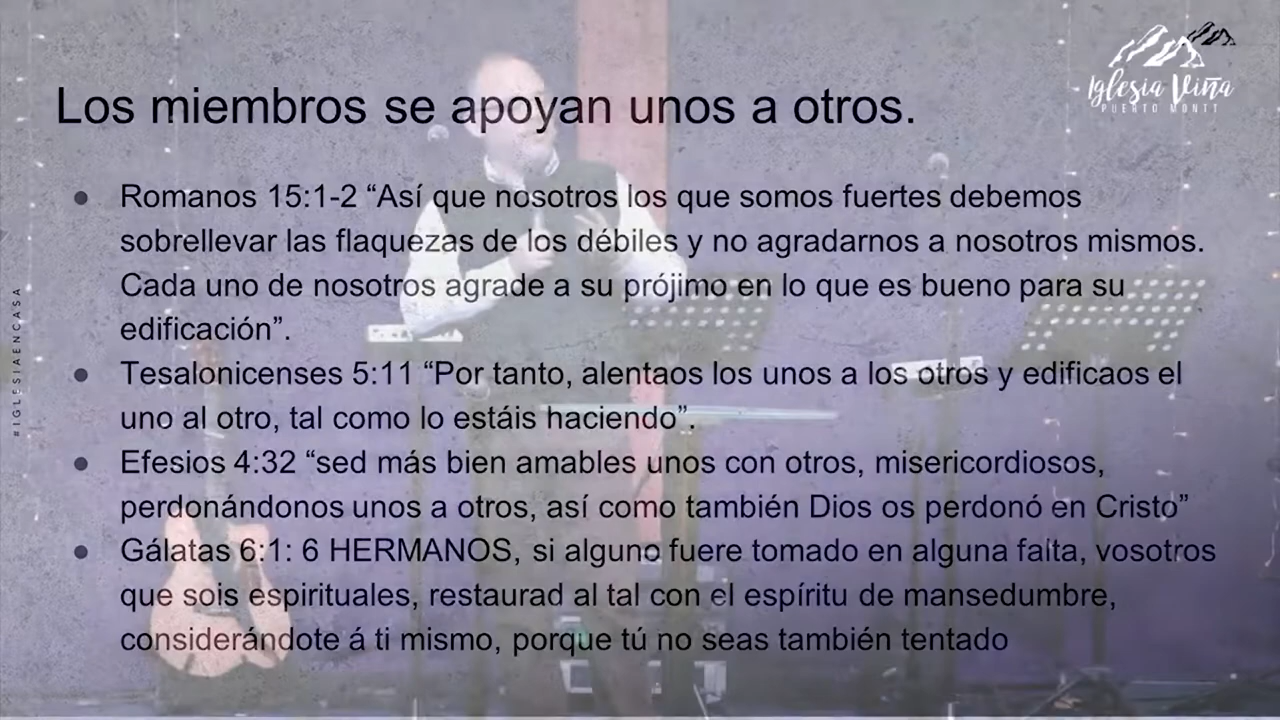 Iglesia Viña
PUERTO MONTT
Los miembros se apoyan unos a otros.
● Romanos 15:1-2 “Así que nosotros los que somos fuertes debemos
sobrellevar las flaquezas de los débiles y no agradarnos a nosotros mismos.
Cada uno de nosotros agrade a su prójimo en lo que es bueno para su
edificación”.
● Tesalonicenses 5:11 “Por tanto, alentaos los unos a los otros y edificaos el
uno al otro, tal como lo estáis haciendo”.
● Efesios 4:32 “sed más bien amables unos con otros, misericordiosos,
perdonándonos unos a otros, así como también Dios os perdonó en Cristo”
● Gálatas 6:1: 6 HERMANOS, si alguno fuere tomado en alguna falta, vosotros
que sois espirituales, restaurad al tal con el espíritu de mansedumbre,
considerándote á ti mismo, porque tú no seas también tentado
#IGLESIAENCASA